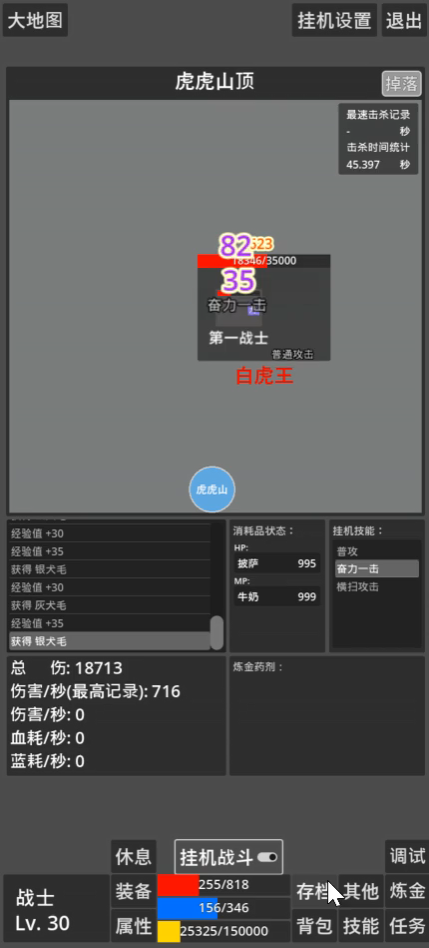 大地图
挂机设置
退出
虎虎山顶
掉落
最速击杀记录
- 秒
击杀时间统计
45.397 秒
82
623
18346/35000
35
奋力一击
第一战士
普通攻击
白虎王
虎虎山
经验值 +30
经验值 +35
获得 银犬毛
经验值 +30
获得 灰犬毛
经验值 +35
获得 银犬毛
消耗品状态：
HP:
披萨 995
MP:
牛奶 999
挂机技能：
普攻
奋力一击
横扫攻击
总 伤: 18713
伤害/秒(最高记录): 716
伤害/秒: 0
血耗/秒: 0
蓝耗/秒: 0
炼金药剂：
休息
挂机战斗
调试
战士
Lv. 30
装备
255/818
156/346
存档
其他
炼金
属性
25325/150000
背包
技能
任务